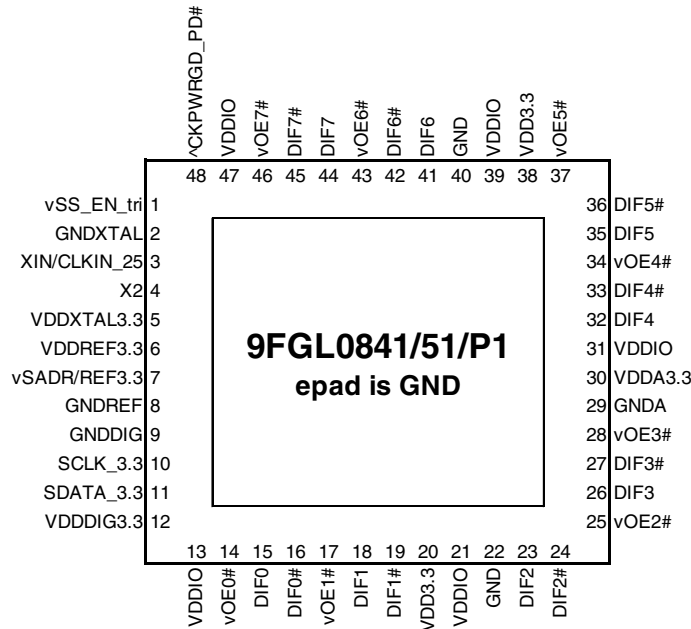 ^CKPWRGD_PD#
VDDIO
vOE7#
DIF7#
DIF7
vOE6#
DIF6#
DIF6
GND
VDDIO
VDD3.3
vOE5#
48 47 46 45 44 43 42 41 40 39 38 37
vSS_EN_tri 1
GNDXTAL 2
XIN/CLKIN_25 3
X2 4
VDDXTAL3.3 5
VDDREF3.3 6
vSADR/REF3.3 7
GNDREF 8
GNDDIG 9
SCLK_3.3 10
SDATA_3.3 11
VDDDIG3.3 12
9FGL0841/51/P1
epad is GND
36 DIF5#
35 DIF5
34 vOE4#
33 DIF4#
32 DIF4
31 VDDIO
30 VDDA3.3
29 GNDA
28 vOE3#
27 DIF3#
26 DIF3
25 vOE2#
13 14 15 16 17 18 19 20 21 22 23 24
VDDIO
vOE0#
DIF0
DIF0#
vOE1#
DIF1
DIF1#
VDD3.3
VDDIO
GND
DIF2
DIF2#